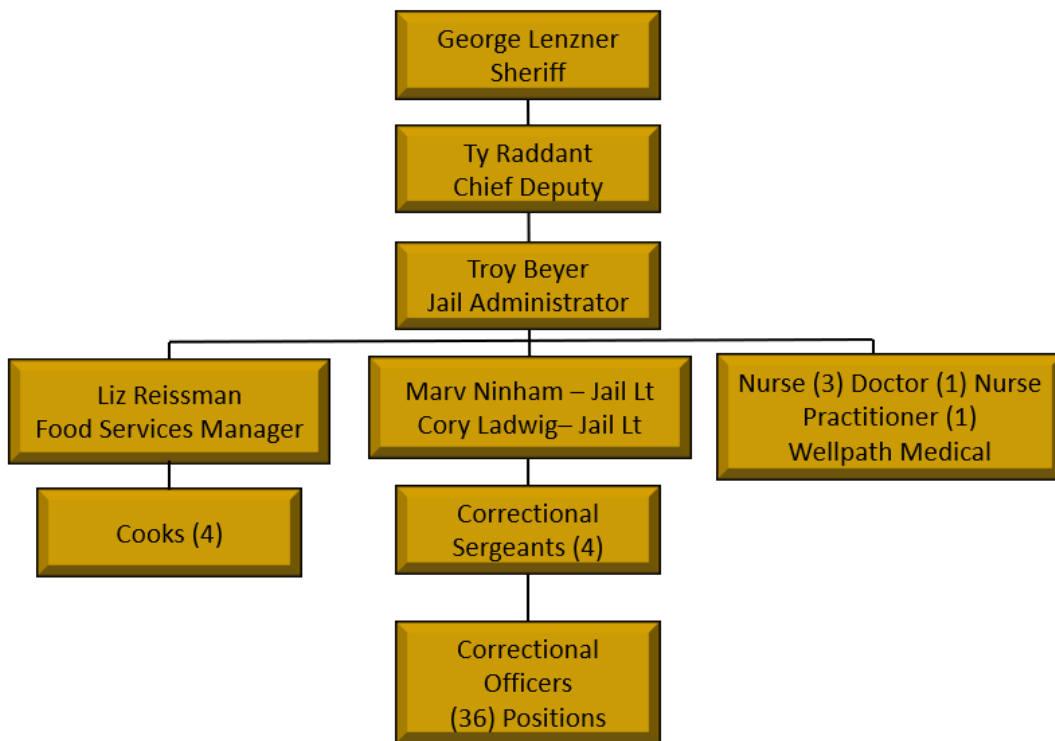 George Lenzner
Sheriff
Ty Raddant
Chief Deputy
Troy Beyer
Jail Administrator
Liz Reissman
Food Services Manager
Marv Ninham – Jail Lt
Cory Ladwig– Jail Lt
Nurse (3) Doctor (1) Nurse
Practitioner (1)
Wellpath Medical
Cooks (4)
Correctional
Sergeants (4)
Correctional
Officers
(36) Positions